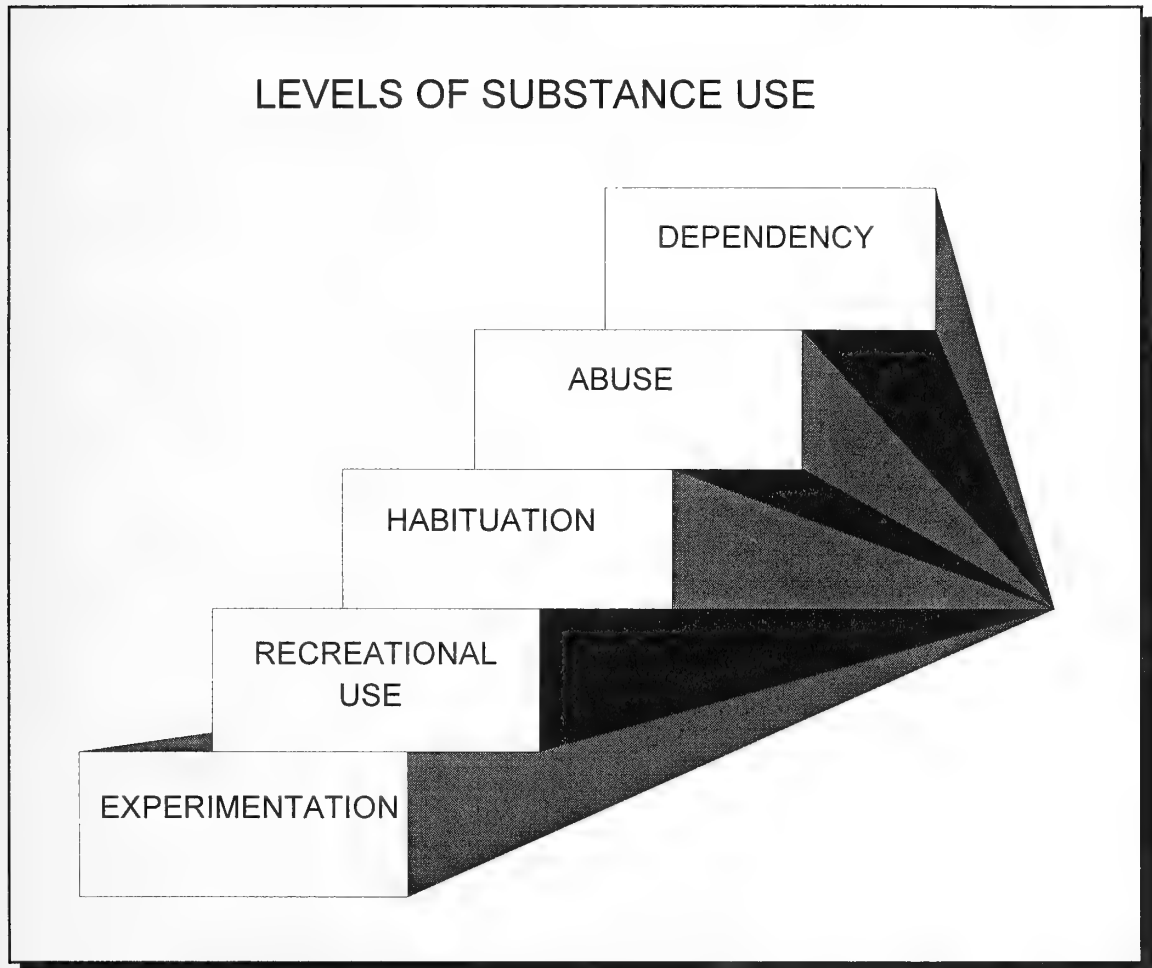 LEVELS OF SUBSTANCE USE
DEPENDENCY
ABUSE
HABITUATION
RECREATIONAL
USE
EXPERIMENTATION